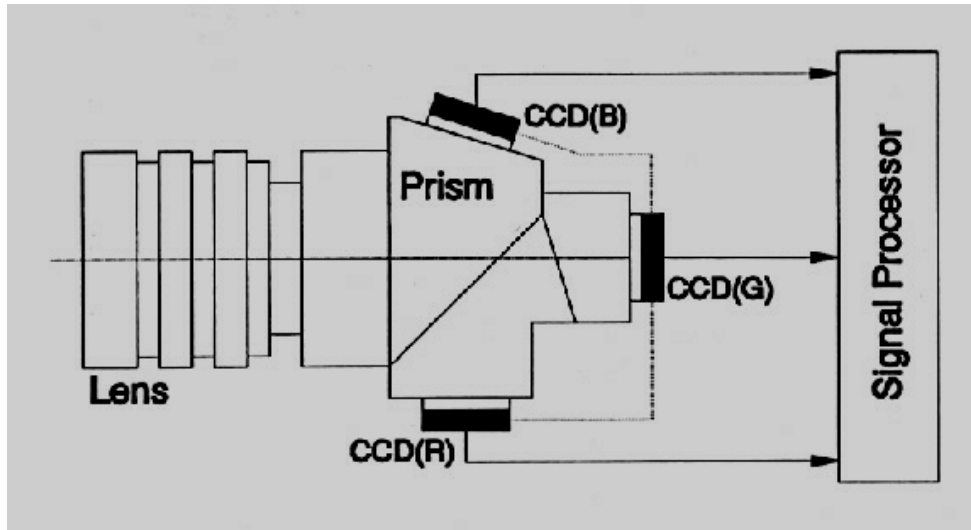 CCD(B)
Prism
CCD(G)
Lens
CCD(R)
Signal Processor